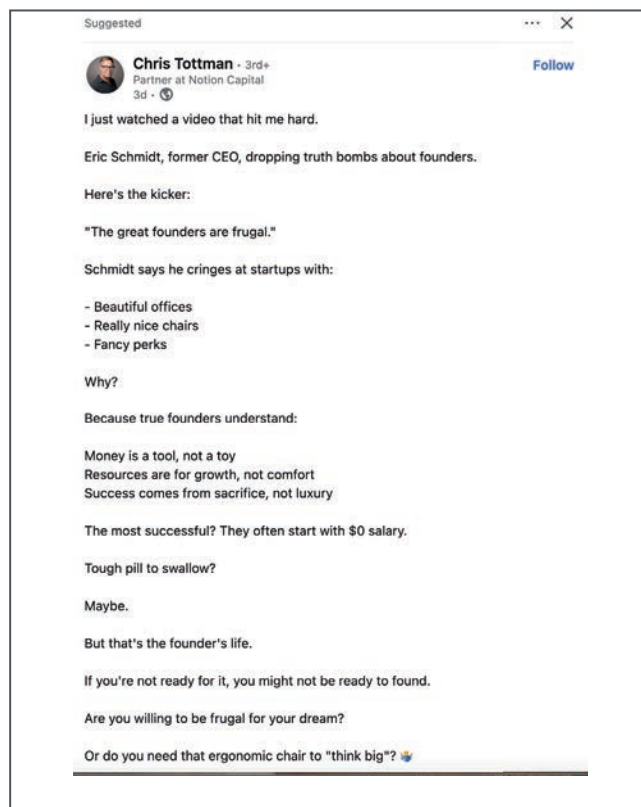 Suggested
Chris Tottman · 3rd+
Follow
Partner at Notion Capital
3d ·
I just watched a video that hit me hard.
Eric Schmidt, former CEO, dropping truth bombs about founders.
Here's the kicker:
"The great founders are frugal."
Schmidt says he cringes at startups with:
- Beautiful offices
- Really nice chairs
- Fancy perks
Why?
Because true founders understand:
Money is a tool, not a toy
Resources are for growth, not comfort
Success comes from sacrifice, not luxury
The most successful? They often start with $0 salary.
Tough pill to swallow?
Maybe.
But that's the founder's life.
If you're not ready for it, you might not be ready to found.
Are you willing to be frugal for your dream?
Or do you need that ergonomic chair to "think big"?